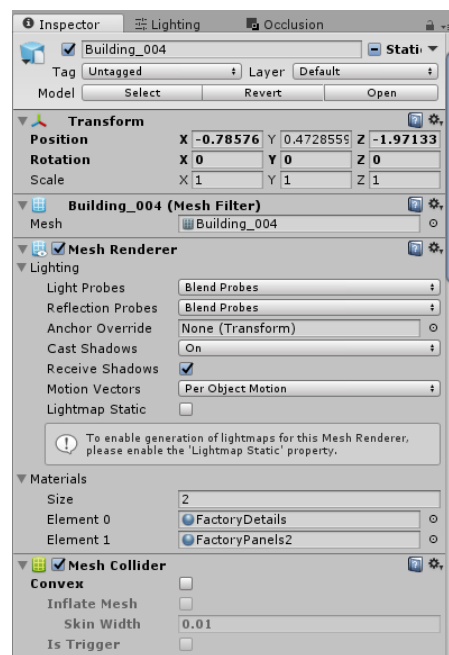 Inspector Lighting Occlusion
Building_004 Stati
Tag Untagged Layer Default
Model Select Revert Open
Transform
Position X -0.78576 Y 0.4728559 Z -1.97133
Rotation X 0 Y 0 Z 0
Scale X 1 Y 1 Z 1
Building_004 (Mesh Filter)
Mesh Building_004
Mesh Renderer
Lighting
Light Probes Blend Probes
Reflection Probes Blend Probes
Anchor Override None (Transform)
Cast Shadows On
Receive Shadows
Motion Vectors Per Object Motion
Lightmap Static
To enable generation of lightmaps for this Mesh Renderer,
please enable the 'Lightmap Static' property.
Materials
Size 2
Element 0 FactoryDetails
Element 1 FactoryPanels2
Mesh Collider
Convex
Inflate Mesh
Skin Width 0.01
Is Trigger